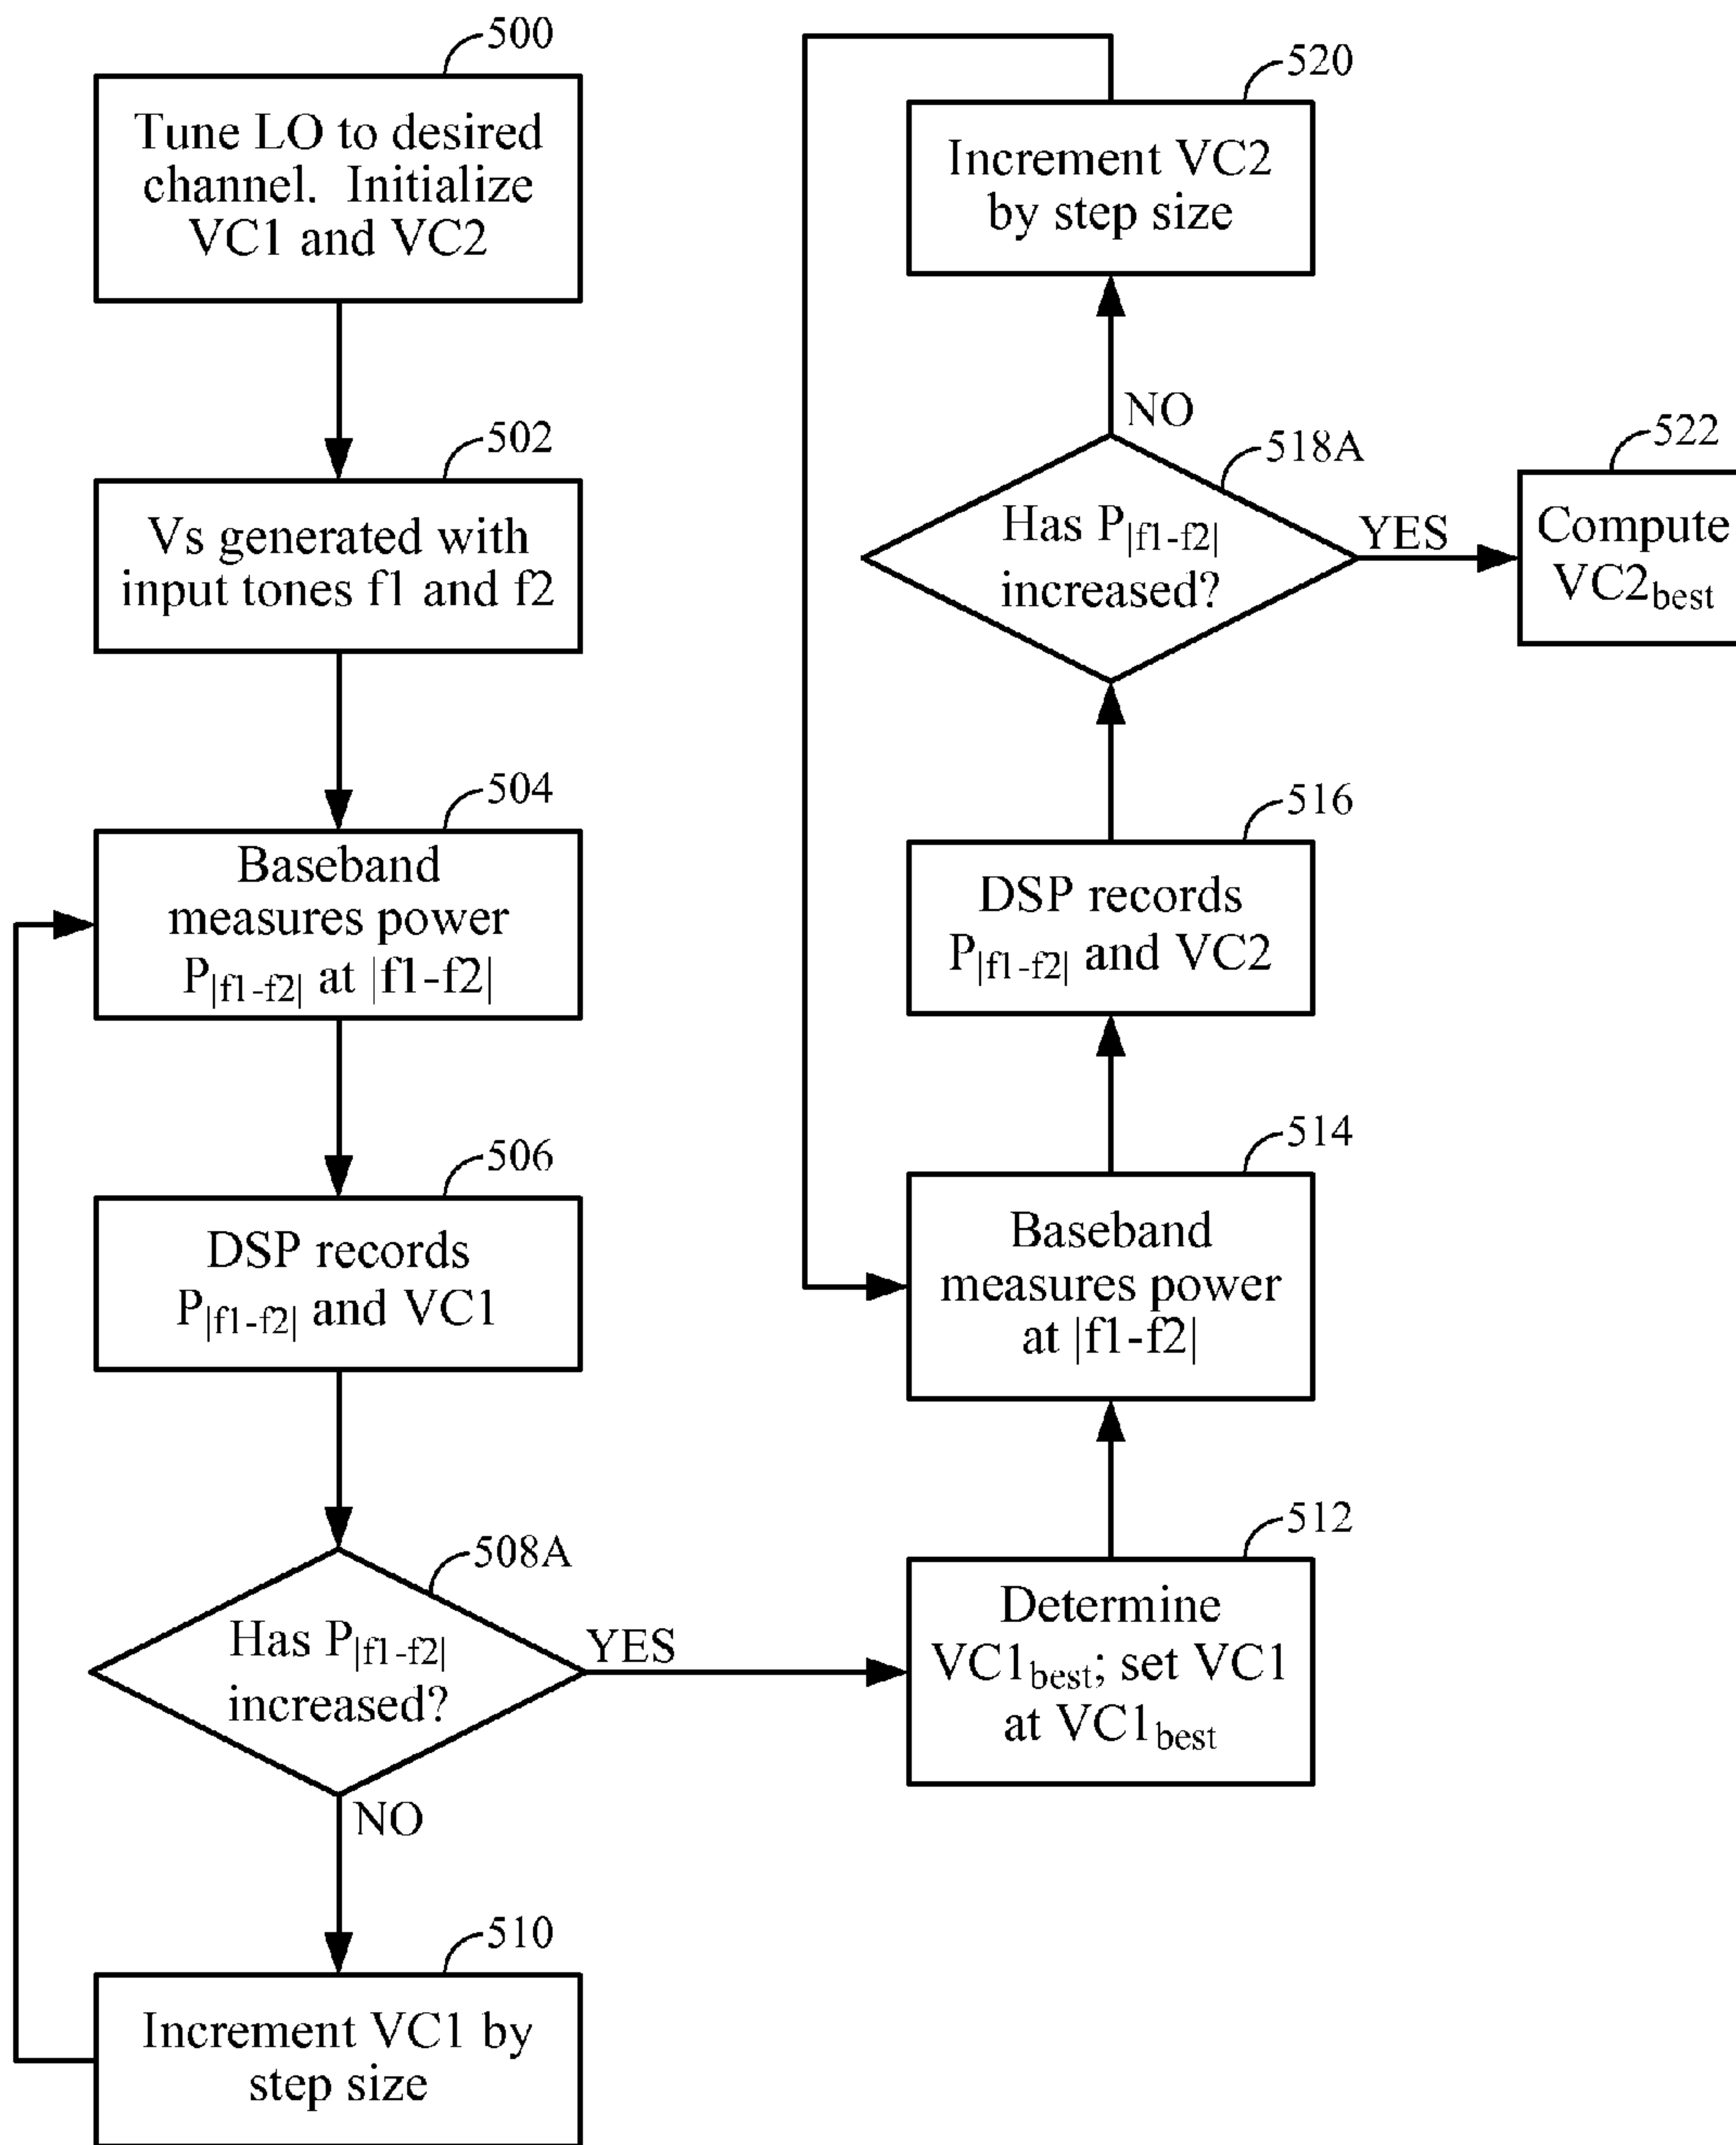 500
Tune LO to desired
channel. Initialize
VC1 and VC2
502
Vs generated with
input tones f1 and f2
504
Baseband
measures power
P|f1-f2| at |f1-f2|
506
DSP records
P|f1-f2| and VC1
508A
Has P|f1-f2|
increased?
YES
NO
510
Increment VC1 by
step size
512
Determine
VC1best; set VC1
at VC1best
514
Baseband
measures power
at |f1-f2|
516
DSP records
P|f1-f2| and VC2
518A
Has P|f1-f2|
increased?
NO
YES
520
Increment VC2
by step size
522
Compute
VC2best